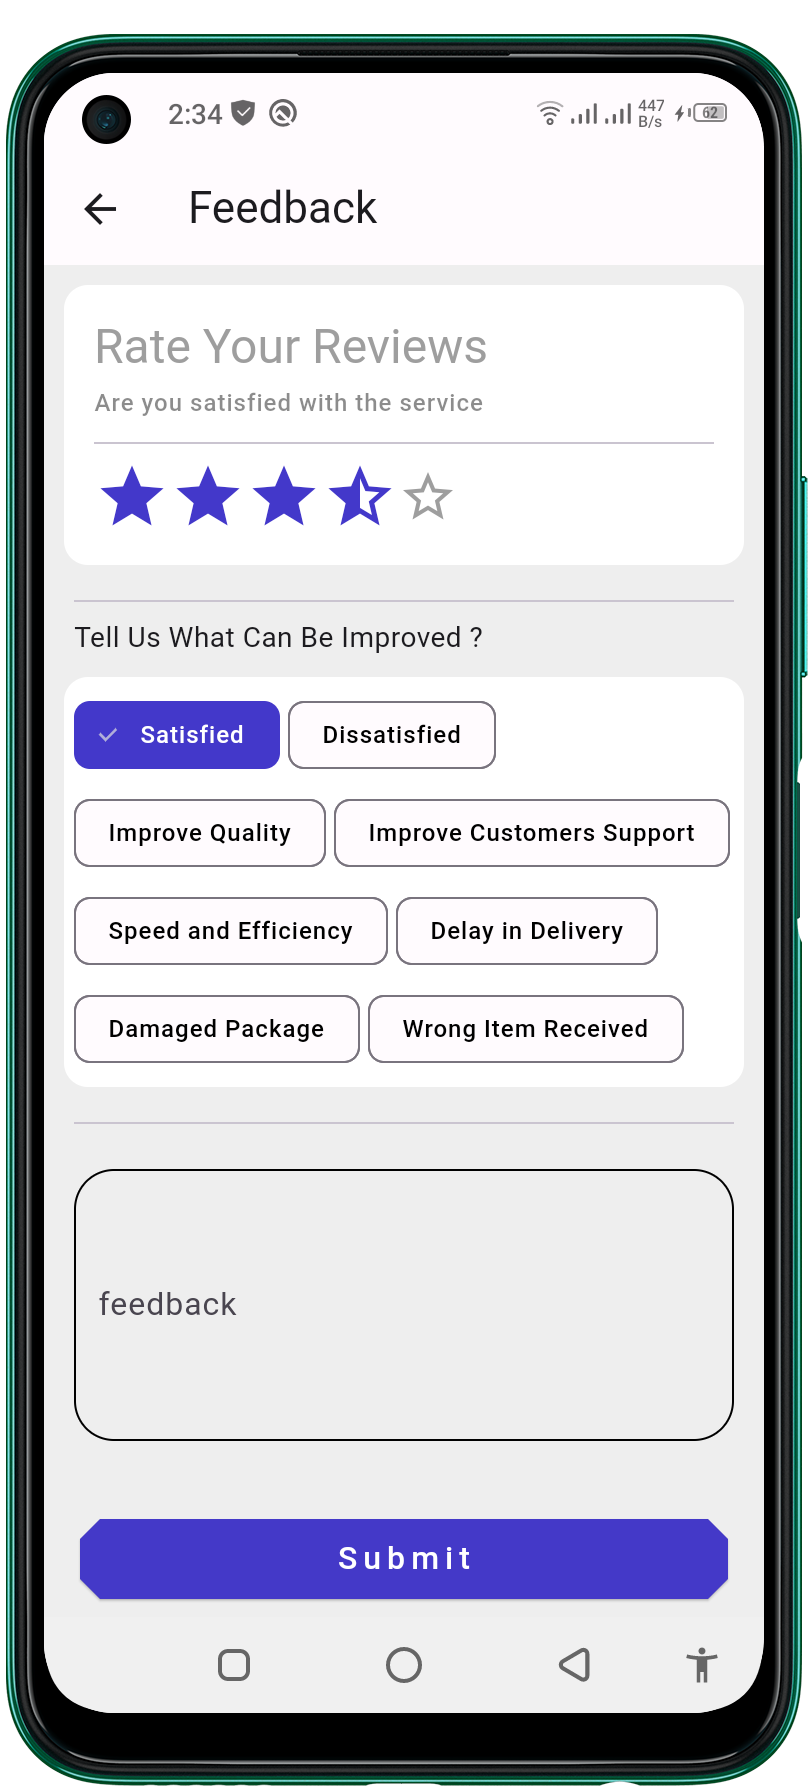 2:34 447 B/s 62
Feedback
Rate Your Reviews
Are you satisfied with the service
Tell Us What Can Be Improved ?
Satisfied Dissatisfied
Improve Quality Improve Customers Support
Speed and Efficiency Delay in Delivery
Damaged Package Wrong Item Received
feedback
Submit